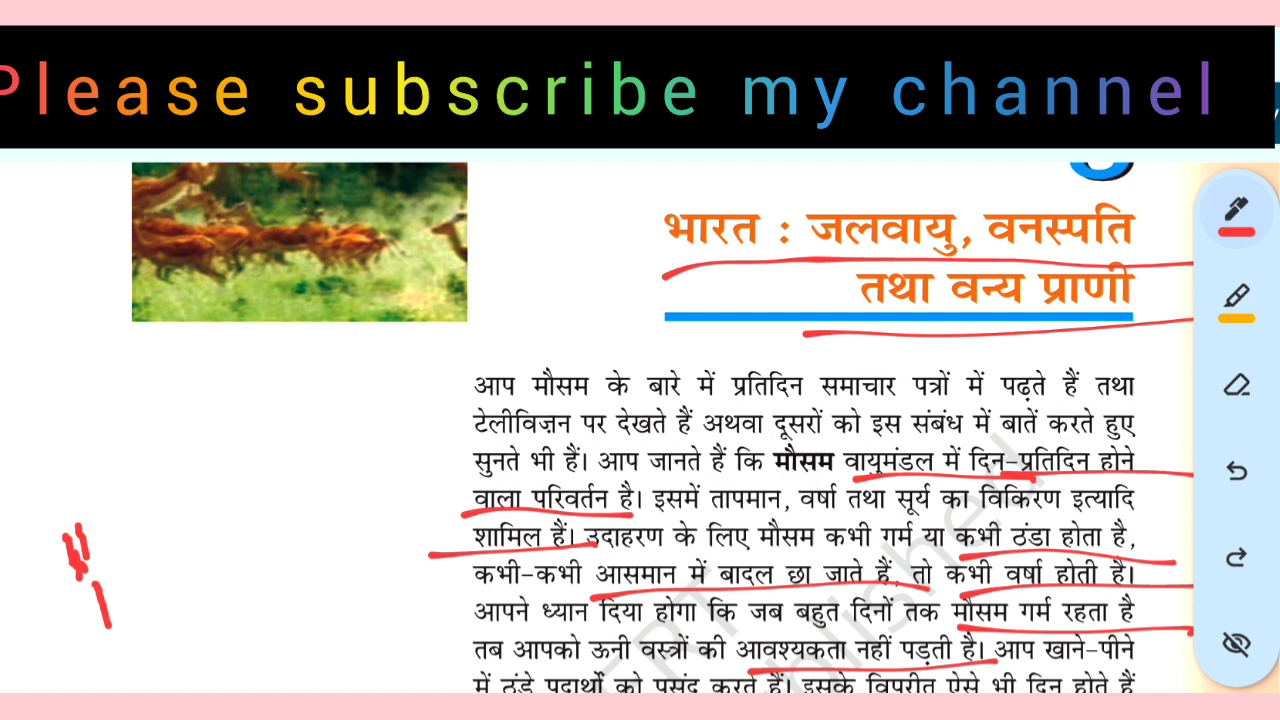 Please subscribe my channel
भारत : जलवायु, वनस्पति
तथा वन्य प्राणी
आप मौसम के बारे में प्रतिदिन समाचार पत्रों में पढ़ते हैं तथा
टेलीविज़न पर देखते हैं अथवा दूसरों को इस संबंध में बातें करते हुए
सुनते भी हैं। आप जानते हैं कि मौसम वायुमंडल में दिन-प्रतिदिन होने
वाला परिवर्तन है। इसमें तापमान, वर्षा तथा सूर्य का विकिरण इत्यादि
शामिल हैं। उदाहरण के लिए मौसम कभी गर्म या कभी ठंडा होता है,
कभी-कभी आसमान में बादल छा जाते हैं, तो कभी वर्षा होती है।
आपने ध्यान दिया होगा कि जब बहुत दिनों तक मौसम गर्म रहता है
तब आपको ऊनी वस्त्रों की आवश्यकता नहीं पड़ती है। आप खाने-पीने
में ठंडे पदार्थों को पसंद करते हैं। इसके विपरीत ऐसे भी दिन होते हैं